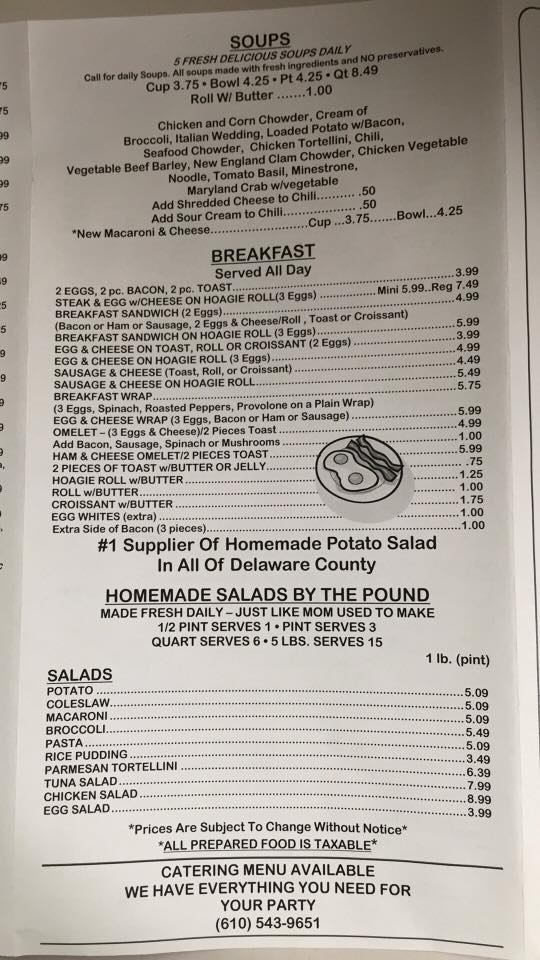 SOUPS
5 FRESH DELICIOUS SOUPS DAILY
Call for daily Soups. All soups made with fresh ingredients and NO preservatives.
Cup 3.75 • Bowl 4.25 • Pt 4.25 • Qt 8.49
Roll W/ Butter .......1.00
Chicken and Corn Chowder, Cream of
Broccoli, Italian Wedding, Loaded Potato w/Bacon,
Seafood Chowder, Chicken Tortellini, Chili,
Vegetable Beef Barley, New England Clam Chowder, Chicken Vegetable
Noodle, Tomato Basil, Minestrone,
Maryland Crab w/vegetable
Add Shredded Cheese to Chili.......... .50
Add Sour Cream to Chili................ .50
*New Macaroni & Cheese.......................Cup ...3.75.......Bowl...4.25
BREAKFAST
Served All Day
2 EGGS, 2 pc. BACON, 2 pc. TOAST..................................................3.99
STEAK & EGG w/CHEESE ON HOAGIE ROLL(3 Eggs) .............. Mini 5.99..Reg 7.49
BREAKFAST SANDWICH (2 Eggs)..................................................4.99
(Bacon or Ham or Sausage, 2 Eggs & Cheese/Roll , Toast or Croissant)
BREAKFAST SANDWICH ON HOAGIE ROLL (3 Eggs)..............................5.99
EGG & CHEESE ON TOAST, ROLL OR CROISSANT (2 Eggs) ........................3.99
EGG & CHEESE ON HOAGIE ROLL (3 Eggs)........................................4.99
SAUSAGE & CHEESE (Toast, Roll, or Croissant) ..............................4.49
SAUSAGE & CHEESE ON HOAGIE ROLL..............................................5.49
BREAKFAST WRAP..................................................................5.75
(3 Eggs, Spinach, Roasted Peppers, Provolone on a Plain Wrap)
EGG & CHEESE WRAP (3 Eggs, Bacon or Ham or Sausage) ........................5.99
OMELET – (3 Eggs & Cheese)/2 Pieces Toast ....................................4.99
Add Bacon, Sausage, Spinach or Mushrooms ....................................1.00
HAM & CHEESE OMELET/2 PIECES TOAST............................................5.99
2 PIECES OF TOAST w/BUTTER OR JELLY.............................................75
HOAGIE ROLL w/BUTTER............................................................1.25
ROLL w/BUTTER....................................................................1.00
CROISSANT w/BUTTER ..............................................................1.75
EGG WHITES (extra) ..............................................................1.00
Extra Side of Bacon (3 pieces)..................................................1.00
#1 Supplier Of Homemade Potato Salad
In All Of Delaware County
HOMEMADE SALADS BY THE POUND
MADE FRESH DAILY – JUST LIKE MOM USED TO MAKE
1/2 PINT SERVES 1 • PINT SERVES 3
QUART SERVES 6 • 5 LBS. SERVES 15
1 lb. (pint)
SALADS
POTATO ..........................................................................5.09
COLESLAW........................................................................5.09
MACARONI ........................................................................5.09
BROCCOLI........................................................................5.49
PASTA............................................................................5.09
RICE PUDDING ....................................................................3.49
PARMESAN TORTELLINI ............................................................6.39
TUNA SALAD......................................................................7.99
CHICKEN SALAD ..................................................................8.99
EGG SALAD........................................................................3.99
*Prices Are Subject To Change Without Notice*
*ALL PREPARED FOOD IS TAXABLE*
CATERING MENU AVAILABLE
WE HAVE EVERYTHING YOU NEED FOR
YOUR PARTY
(610) 543-9651